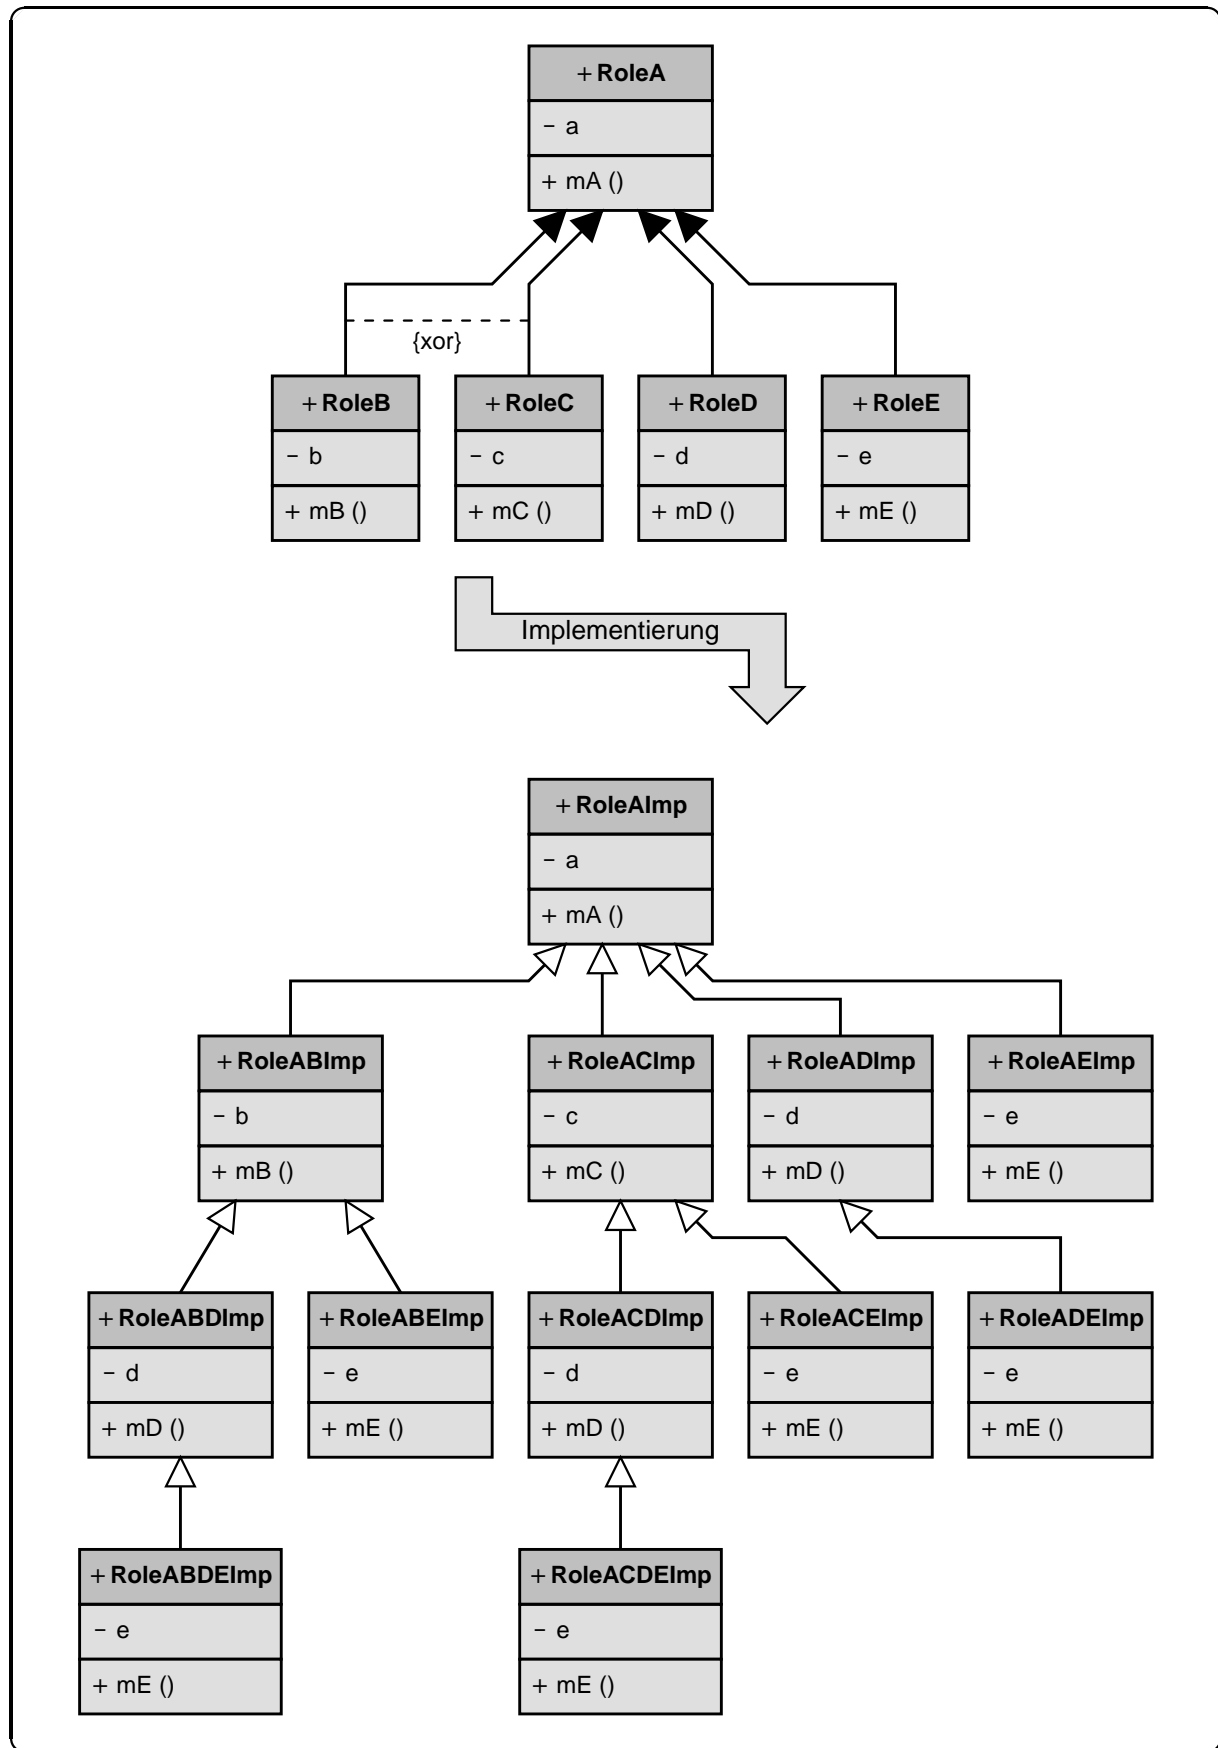 + RoleA
− a
+ mA ()
{xor}
+ RoleB
− b
+ mB ()
+ RoleC
− c
+ mC ()
+ RoleD
− d
+ mD ()
+ RoleE
− e
+ mE ()
Implementierung
+ RoleAImp
− a
+ mA ()
+ RoleABImp
− b
+ mB ()
+ RoleACImp
− c
+ mC ()
+ RoleADImp
− d
+ mD ()
+ RoleAEImp
− e
+ mE ()
+ RoleABDImp
− d
+ mD ()
+ RoleABEImp
− e
+ mE ()
+ RoleACDImp
− d
+ mD ()
+ RoleACEImp
− e
+ mE ()
+ RoleADEImp
− e
+ mE ()
+ RoleABDEImp
− e
+ mE ()
+ RoleACDEImp
− e
+ mE ()